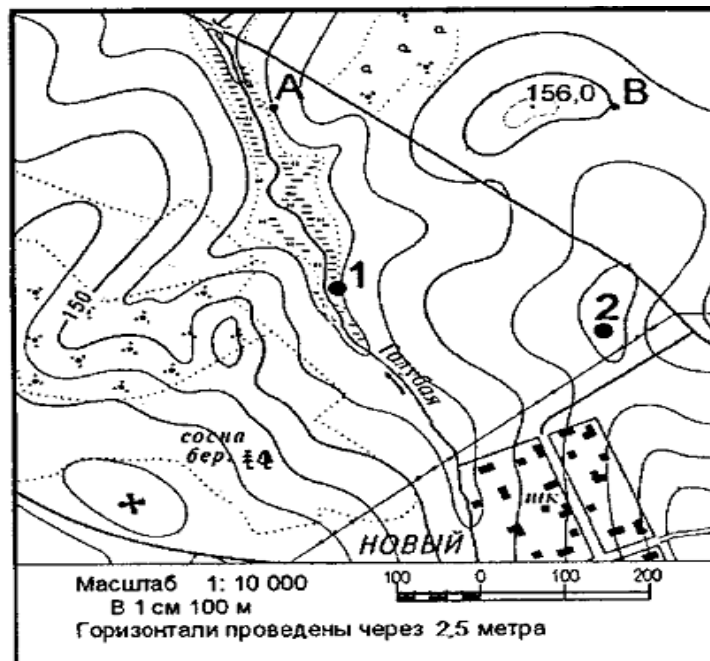 А
156,0 В
1
150
2
Голубая
сосна
бер.
шк
НОВЫЙ
Масштаб 1: 10 000
В 1 см 100 м
100 0 100 200
Горизонтали проведены через 2,5 метра